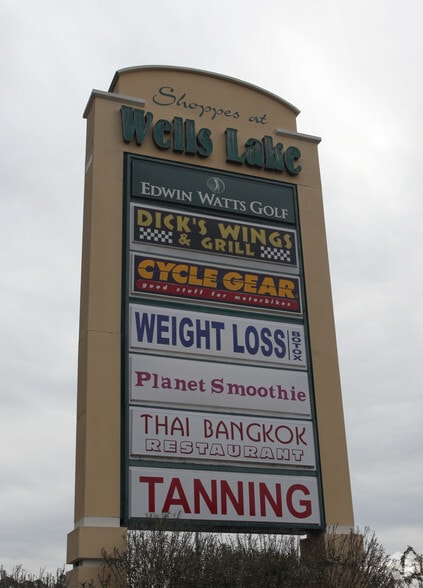 Shoppes at
Wells Lake
EDWIN WATTS GOLF
DICK'S WINGS
& GRILL
CYCLE GEAR
good stuff for motorbikes
WEIGHT LOSS BOTOX
Planet Smoothie
THAI BANGKOK
RESTAURANT
TANNING